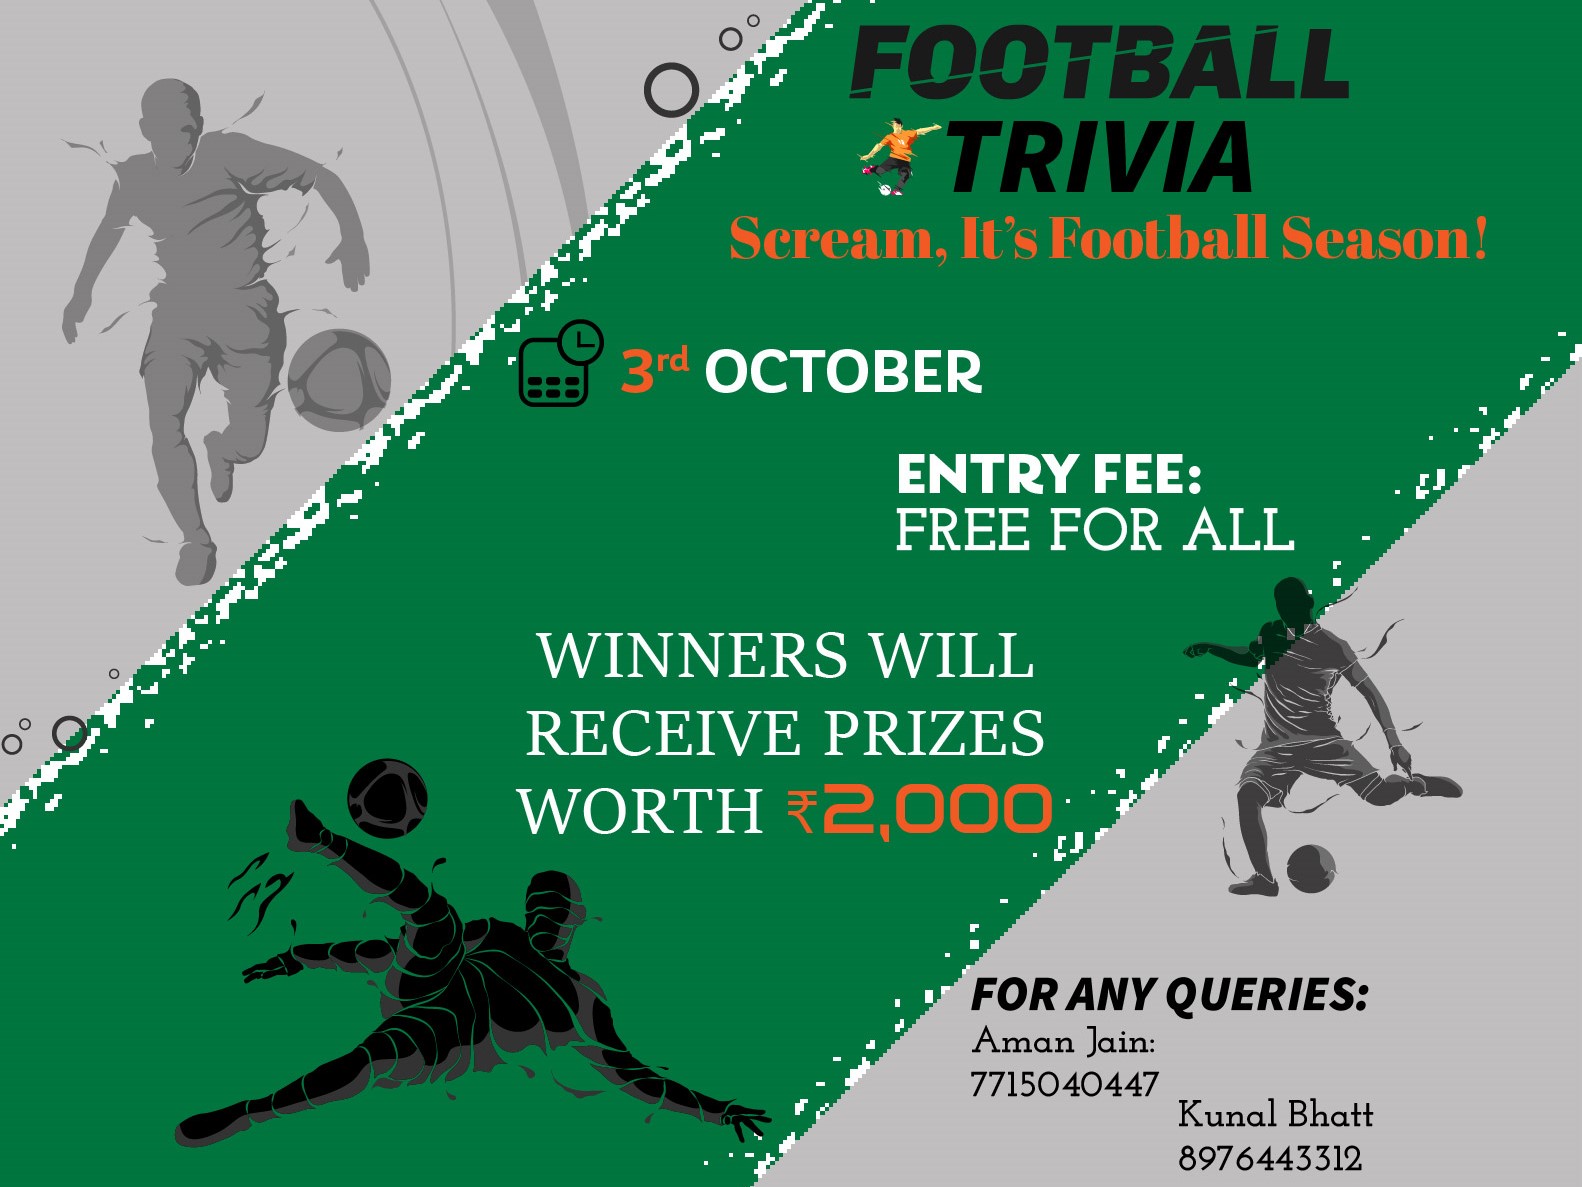 FOOTBALL
TRIVIA
Scream, It's Football Season!
3rd OCTOBER
ENTRY FEE:
FREE FOR ALL
WINNERS WILL
RECEIVE PRIZES
WORTH ₹2,000
FOR ANY QUERIES:
Aman Jain:
7715040447
Kunal Bhatt
8976443312